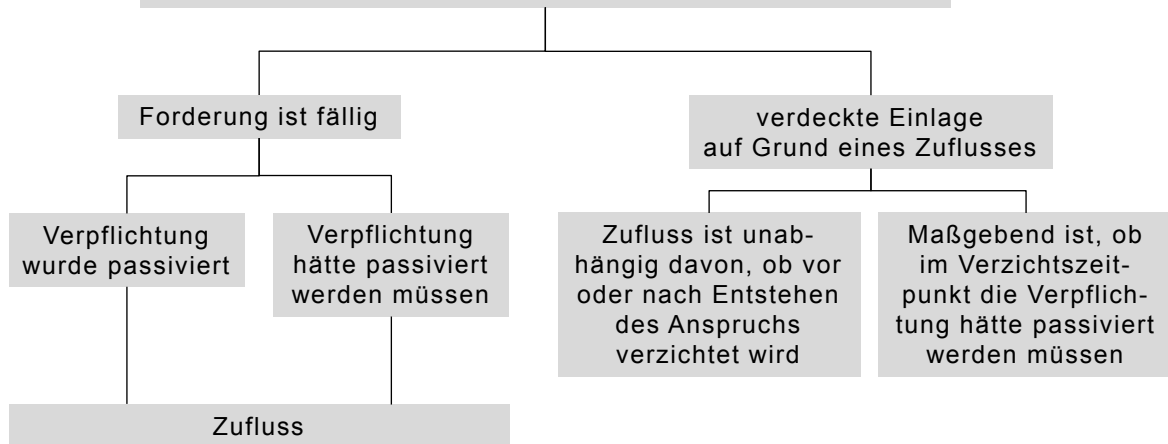 Forderung ist fällig
verdeckte Einlage
auf Grund eines Zuflusses
Verpflichtung
wurde passiviert
Verpflichtung
hätte passiviert
werden müssen
Zufluss ist unab-
hängig davon, ob vor
oder nach Entstehen
des Anspruchs
verzichtet wird
Maßgebend ist, ob
im Verzichtszeit-
punkt die Verpflich-
tung hätte passiviert
werden müssen
Zufluss